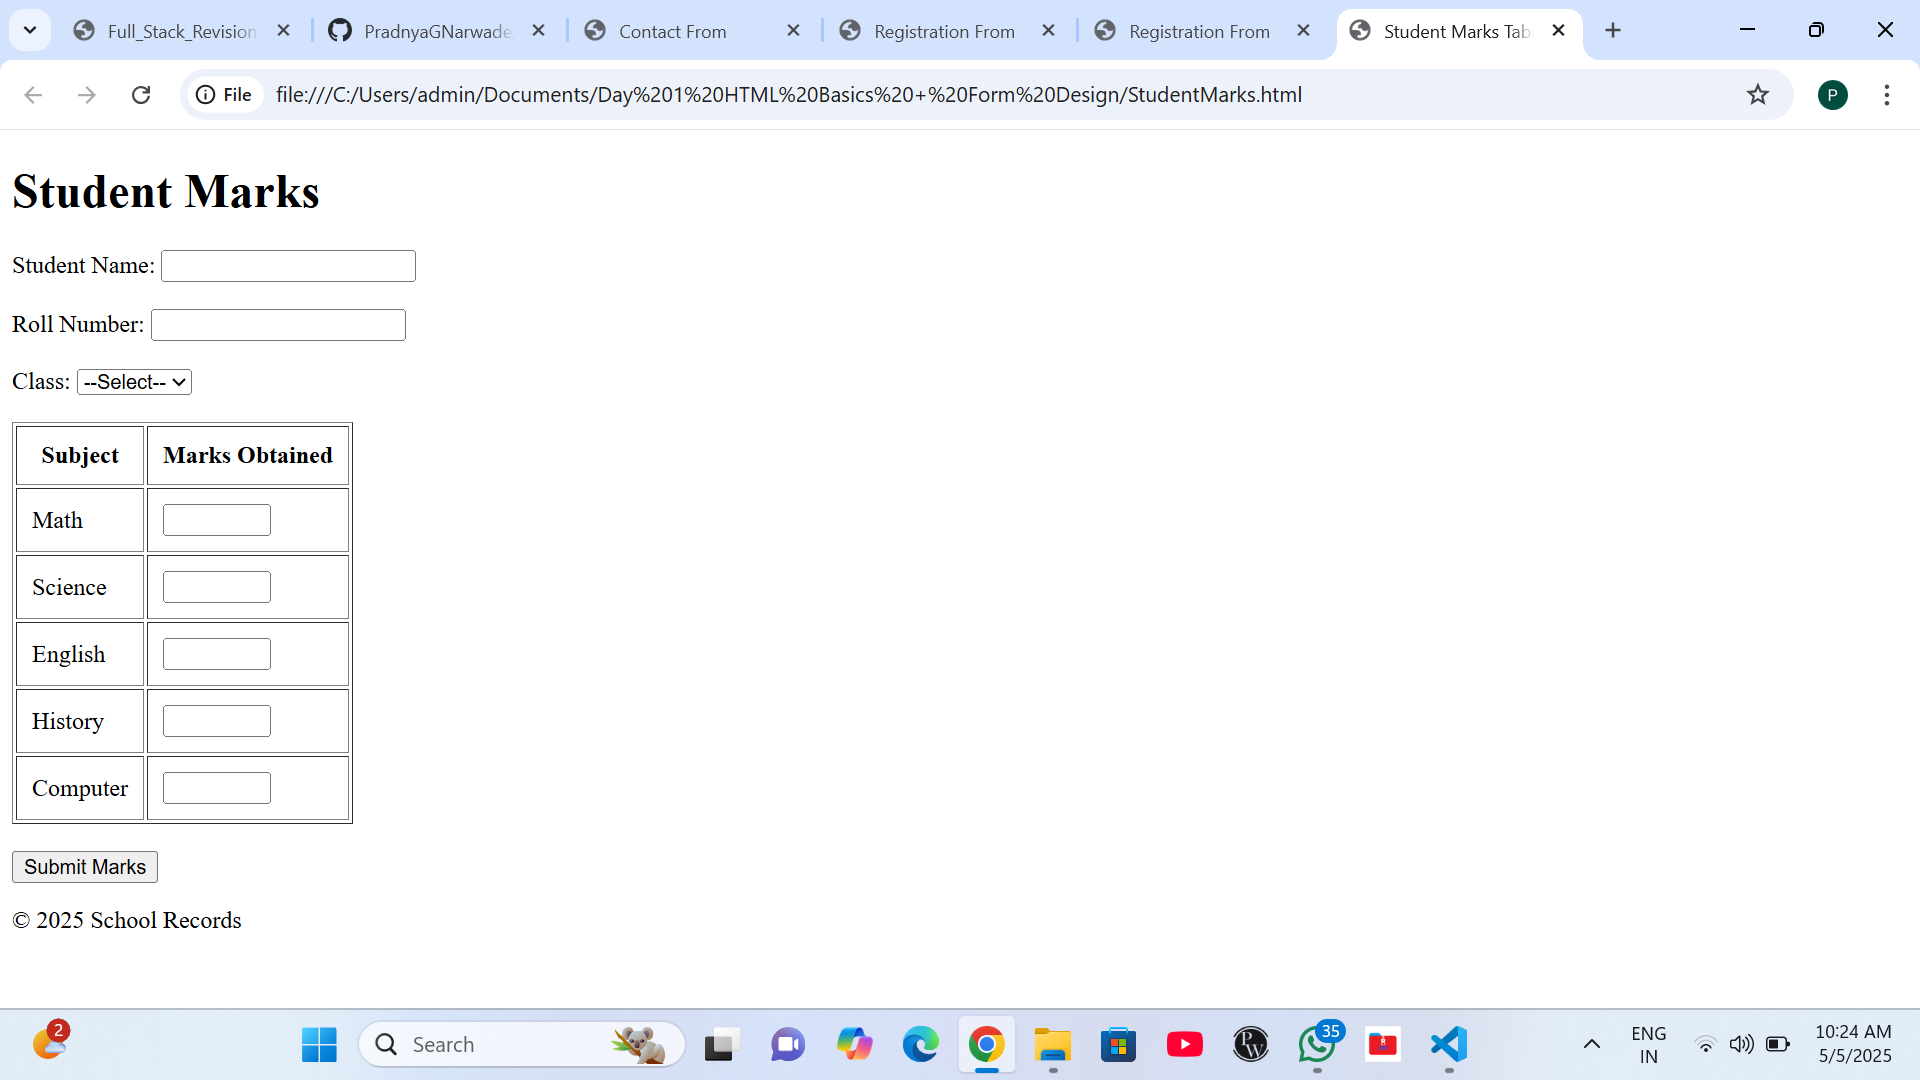 Full_Stack_Revision
PradnyaGNarwade
Contact From
Registration From
Registration From
Student Marks Tab
File
file:///C:/Users/admin/Documents/Day%201%20HTML%20Basics%20+%20Form%20Design/StudentMarks.html
P
Student Marks
Student Name:
Roll Number:
Class: --Select--
Subject Marks Obtained
Math
Science
English
History
Computer
Submit Marks
© 2025 School Records
2
Search
PW
35
ENG
IN
10:24 AM
5/5/2025